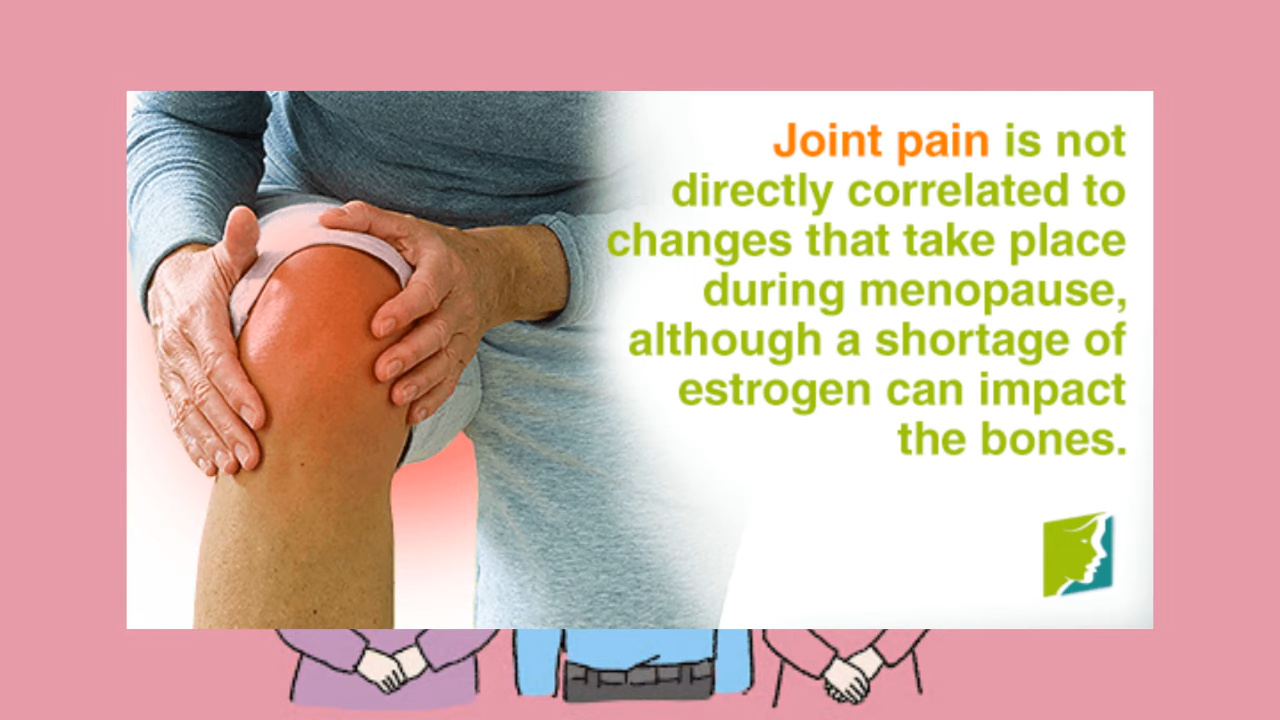 Joint pain is not
directly correlated to
changes that take place
during menopause,
although a shortage of
estrogen can impact
the bones.